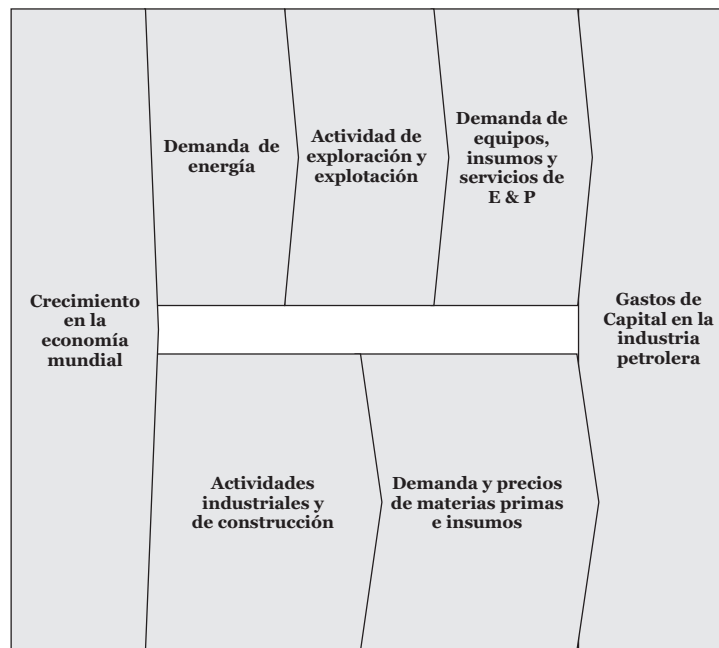 Crecimiento
en la
economía
mundial
Demanda de
energía
Actividad de
exploración y
explotación
Demanda de
equipos,
insumos y
servicios de
E & P
Actividades
industriales y
de construcción
Demanda y precios
de materias primas
e insumos
Gastos de
Capital en la
industria
petrolera